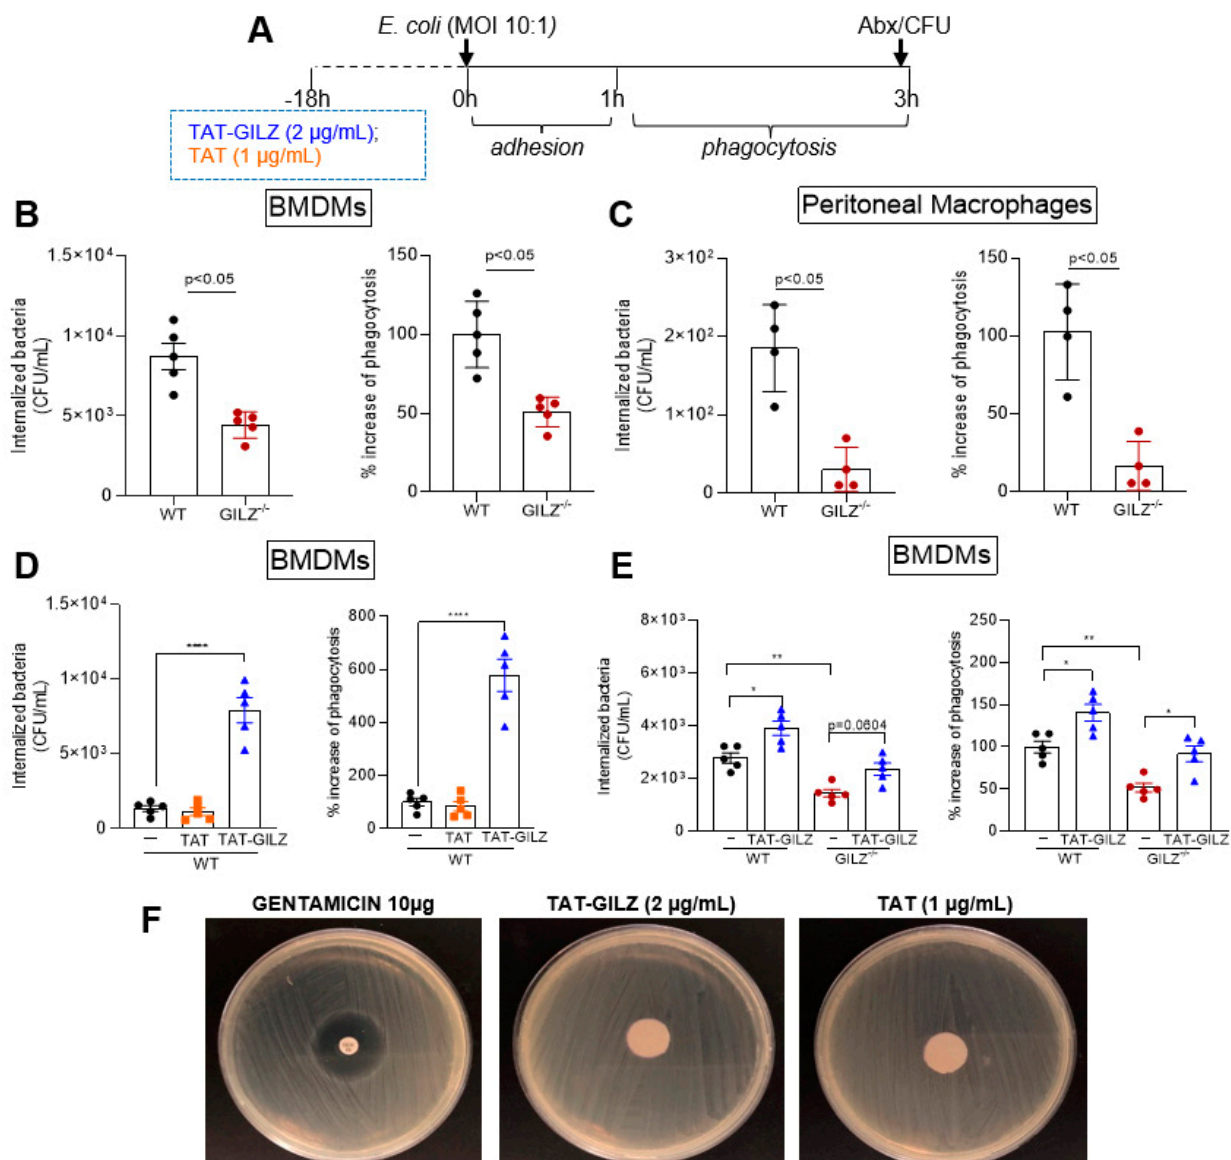 A
E. coli (MOI 10:1)
Abx/CFU
-18h
0h
1h
3h
TAT-GILZ (2 µg/mL);
TAT (1 µg/mL)
adhesion
phagocytosis
B
BMDMs
Internalized bacteria
(CFU/mL)
1.5×10⁴
1×10⁴
5×10³
0
p<0.05
WT
GILZ⁻/⁻
% increase of phagocytosis
150
100
50
0
p<0.05
WT
GILZ⁻/⁻
C
Peritoneal Macrophages
Internalized bacteria
(CFU/mL)
3×10²
2×10²
1×10²
0
p<0.05
WT
GILZ⁻/⁻
% increase of phagocytosis
150
100
50
0
p<0.05
WT
GILZ⁻/⁻
D
BMDMs
Internalized bacteria
(CFU/mL)
1.5×10⁴
1×10⁴
5×10³
0
****
– TAT TAT-GILZ
WT
% increase of phagocytosis
800
600
400
200
0
****
– TAT TAT-GILZ
WT
E
BMDMs
Internalized bacteria
(CFU/mL)
8×10³
6×10³
4×10³
2×10³
0
**
*
p=0.0604
– TAT-GILZ – TAT-GILZ
WT GILZ⁻/⁻
% increase of phagocytosis
250
200
150
100
50
0
**
*
*
– TAT-GILZ – TAT-GILZ
WT GILZ⁻/⁻
F
GENTAMICIN 10µg
TAT-GILZ (2 µg/mL)
TAT (1 µg/mL)